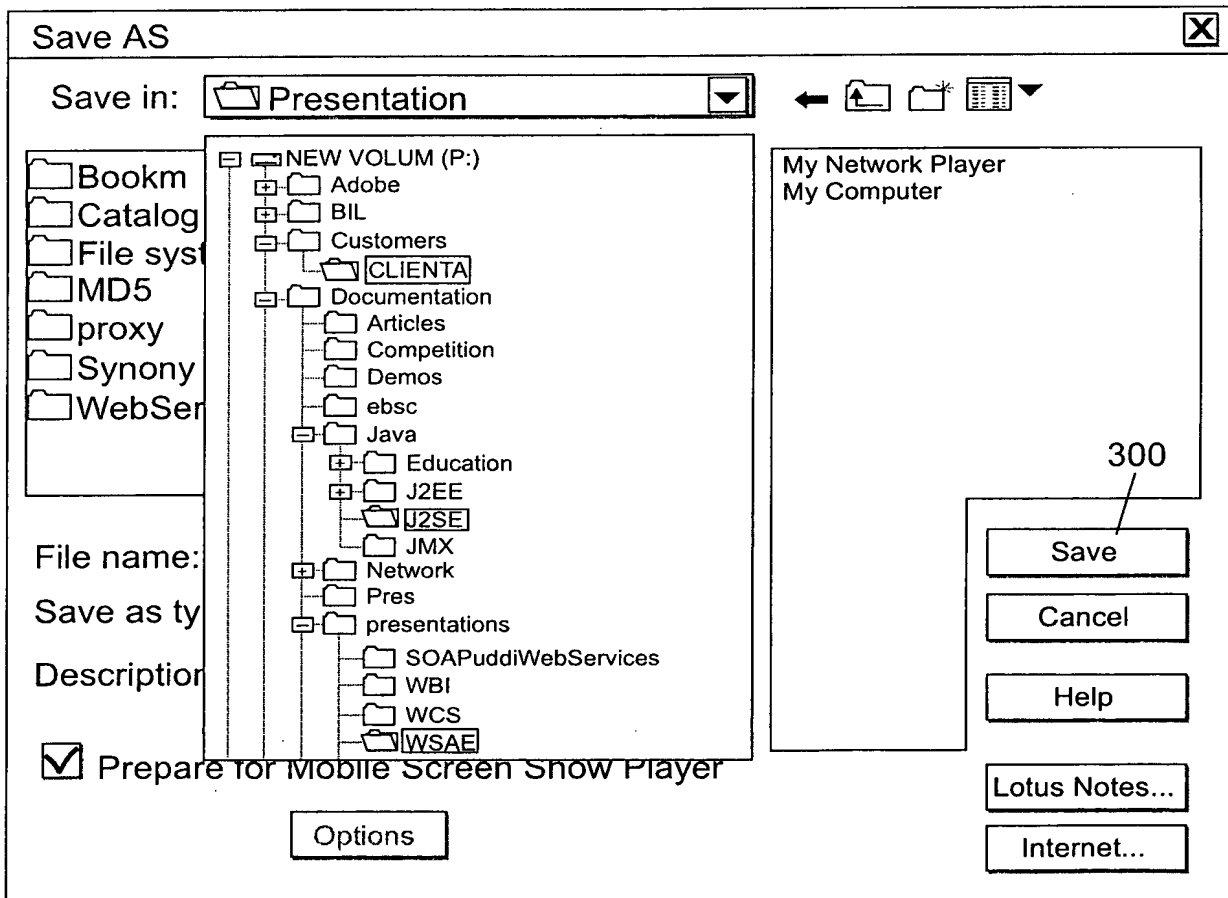 Save AS
Save in: Presentation
Bookm
Catalog
File syst
MD5
proxy
Synony
WebSer
NEW VOLUM (P:)
Adobe
BIL
Customers
CLIENTA
Documentation
Articles
Competition
Demos
ebsc
Java
Education
J2EE
J2SE
JMX
Network
Pres
presentations
SOAPuddiWebServices
WBI
WCS
WSAE
My Network Player
My Computer
300
File name:
Save as ty
Description
Prepare for Mobile Screen Show Player
Options
Save
Cancel
Help
Lotus Notes...
Internet...